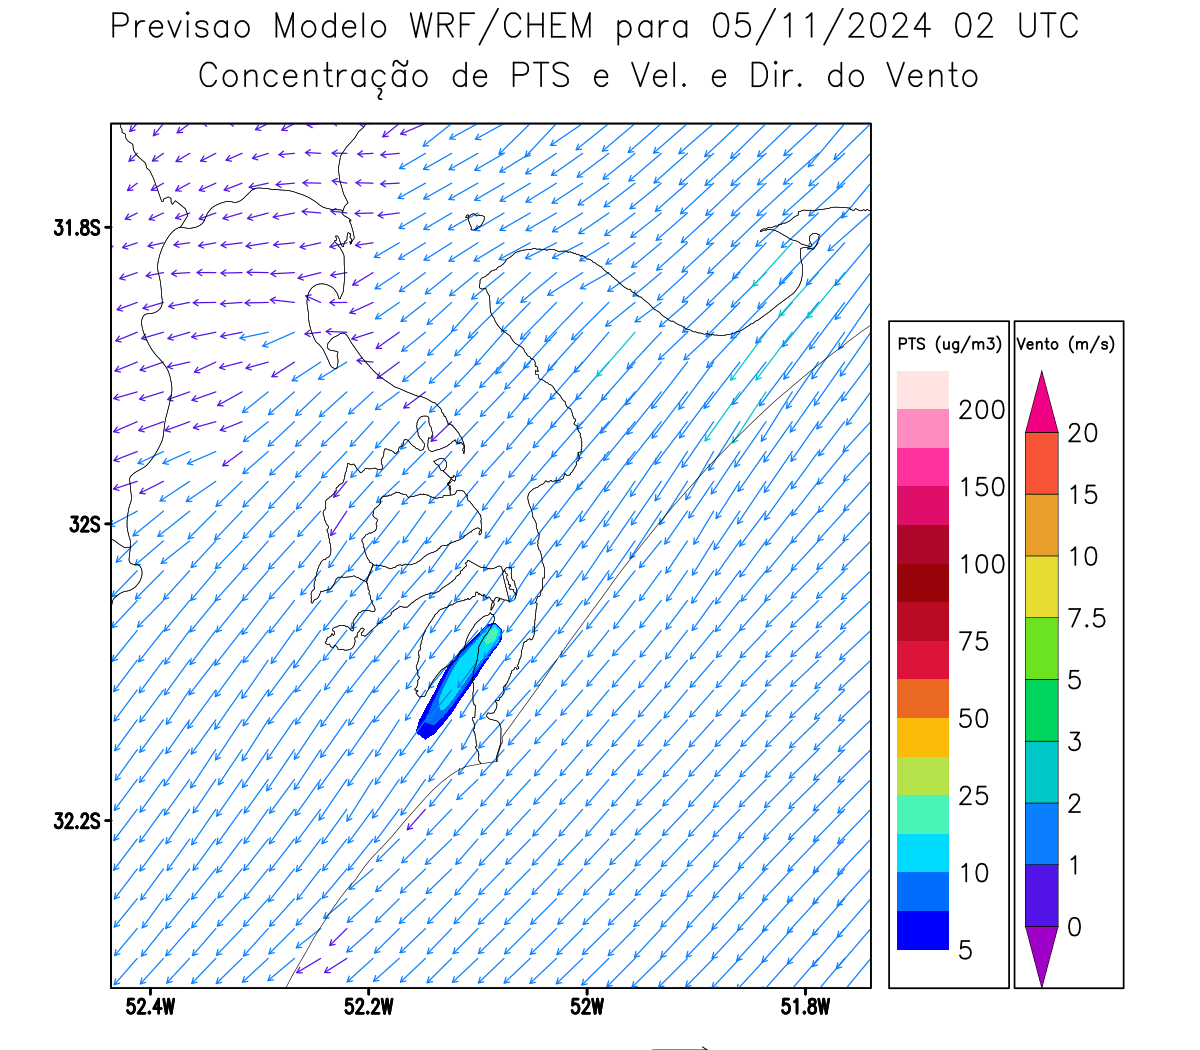 Previsao Modelo WRF/CHEM para 05/11/2024 02 UTC
Concentração de PTS e Vel. e Dir. do Vento
31.8S
32S
32.2S
52.4W 52.2W 52W 51.8W
PTS (ug/m3)
200
150
100
75
50
25
10
5
Vento (m/s)
20
15
10
7.5
5
3
2
1
0